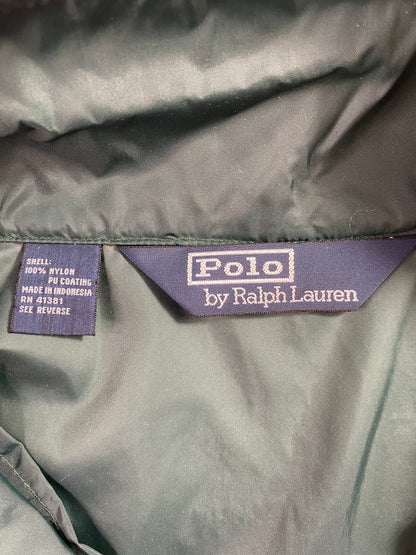 SHELL:
100% NYLON
PU COATING
MADE IN INDONESIA
RN 41381
SEE REVERSE
Polo
by Ralph Lauren